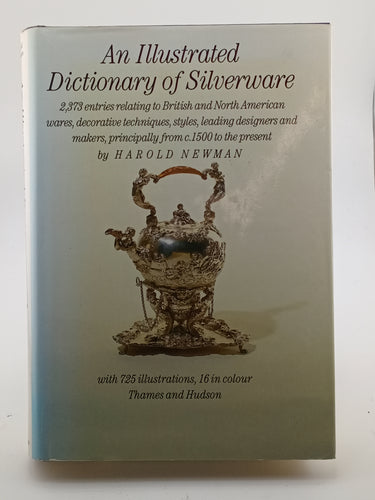 An Illustrated
Dictionary of Silverware
2,373 entries relating to British and North American
wares, decorative techniques, styles, leading designers and
makers, principally from c.1500 to the present
by HAROLD NEWMAN
with 725 illustrations, 16 in colour
Thames and Hudson